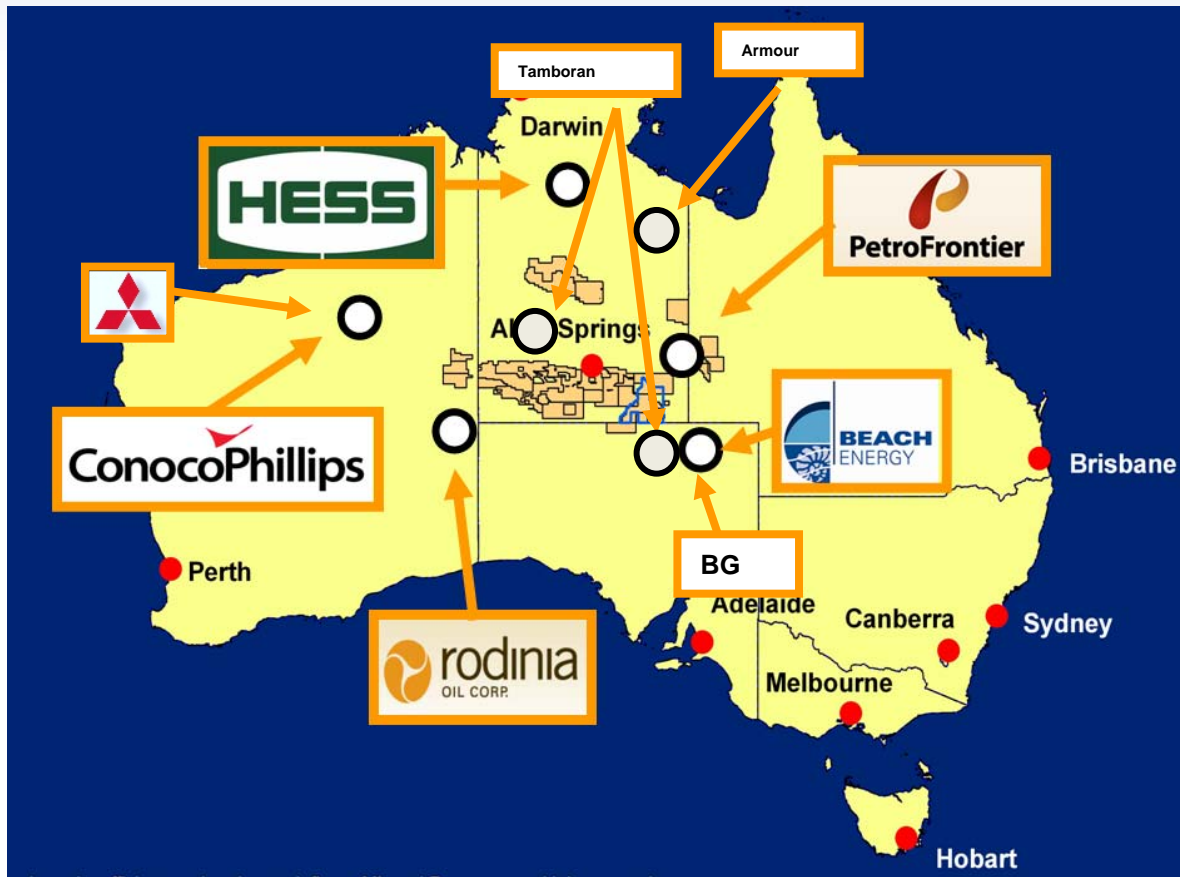 Armour
Tamboran
Darwin
HESS
PetroFrontier
Al Springs
ConocoPhillips
BEACH
ENERGY
Brisbane
BG
Perth
Adelaide
Canberra
Sydney
rodinia
OIL CORP.
Melbourne
Hobart